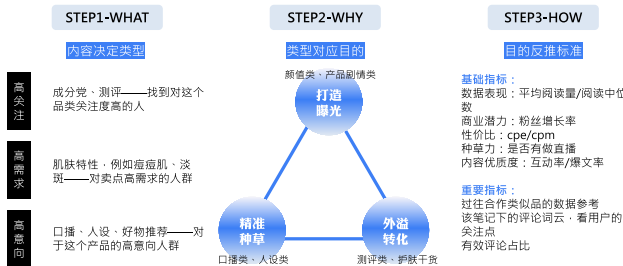 STEP1-WHAT
内容决定类型
高关注
成分党、测评——找到对这个
品类关注度高的人
高需求
肌肤特性，例如痘痘肌、淡
斑——对卖点高需求的人群
高意向
口播、人设、好物推荐——对
于这个产品的高意向人群
STEP2-WHY
类型对应目的
颜值类、产品剧情类
打造
曝光
精准
种草
口播类、人设类
外溢
转化
测评类、护肤干货
STEP3-HOW
目的反推标准
基础指标：
数据表现：平均阅读量/阅读中位
数
商业潜力：粉丝增长率
性价比：cpe/cpm
种草力：是否有做直播
内容优质度：互动率/爆文率
重要指标：
过往合作类似品的数据参考
该笔记下的评论词云，看用户的
关注点
有效评论占比